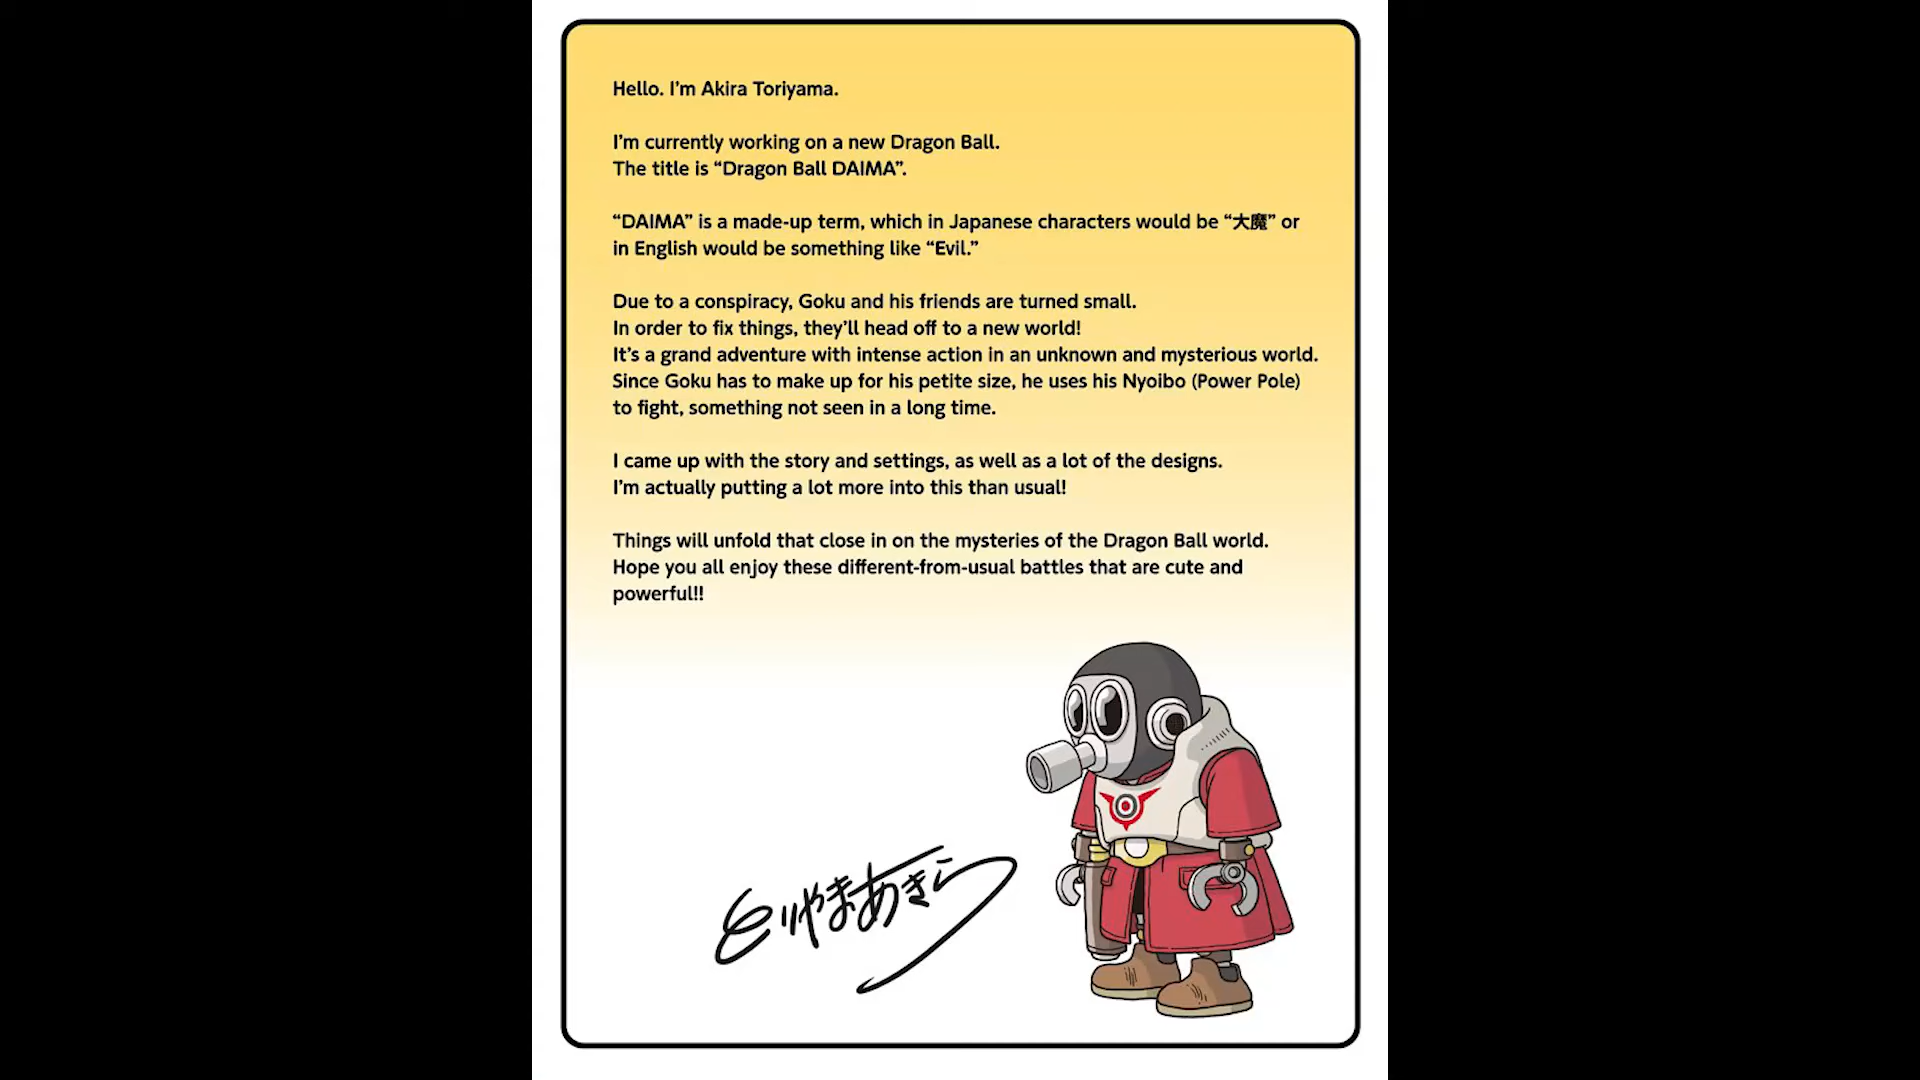 Hello. I'm Akira Toriyama.
I'm currently working on a new Dragon Ball.
The title is “Dragon Ball DAIMA”.
“DAIMA” is a made-up term, which in Japanese characters would be “大魔” or
in English would be something like “Evil.”
Due to a conspiracy, Goku and his friends are turned small.
In order to fix things, they'll head off to a new world!
It's a grand adventure with intense action in an unknown and mysterious world.
Since Goku has to make up for his petite size, he uses his Nyoibo (Power Pole)
to fight, something not seen in a long time.
I came up with the story and settings, as well as a lot of the designs.
I'm actually putting a lot more into this than usual!
Things will unfold that close in on the mysteries of the Dragon Ball world.
Hope you all enjoy these different-from-usual battles that are cute and
powerful!!
とりやまあきら